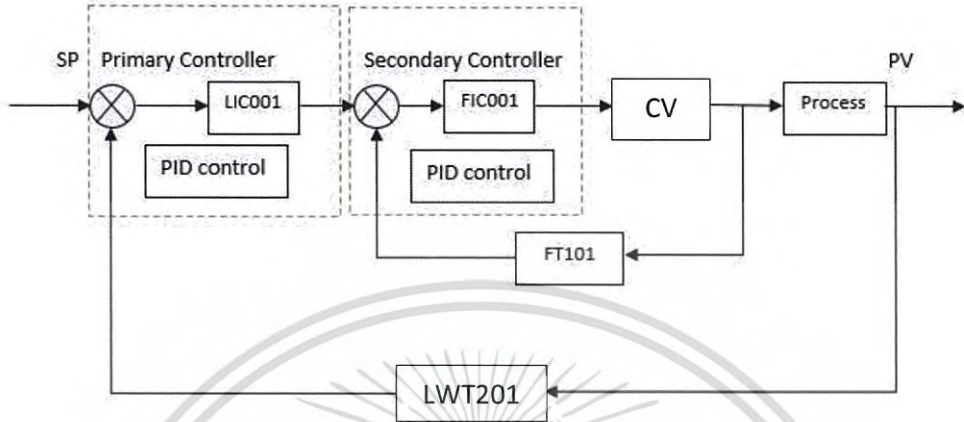 SP
Primary Controller
Secondary Controller
PV
LIC001
FIC001
CV
Process
PID control
PID control
FT101
LWT201